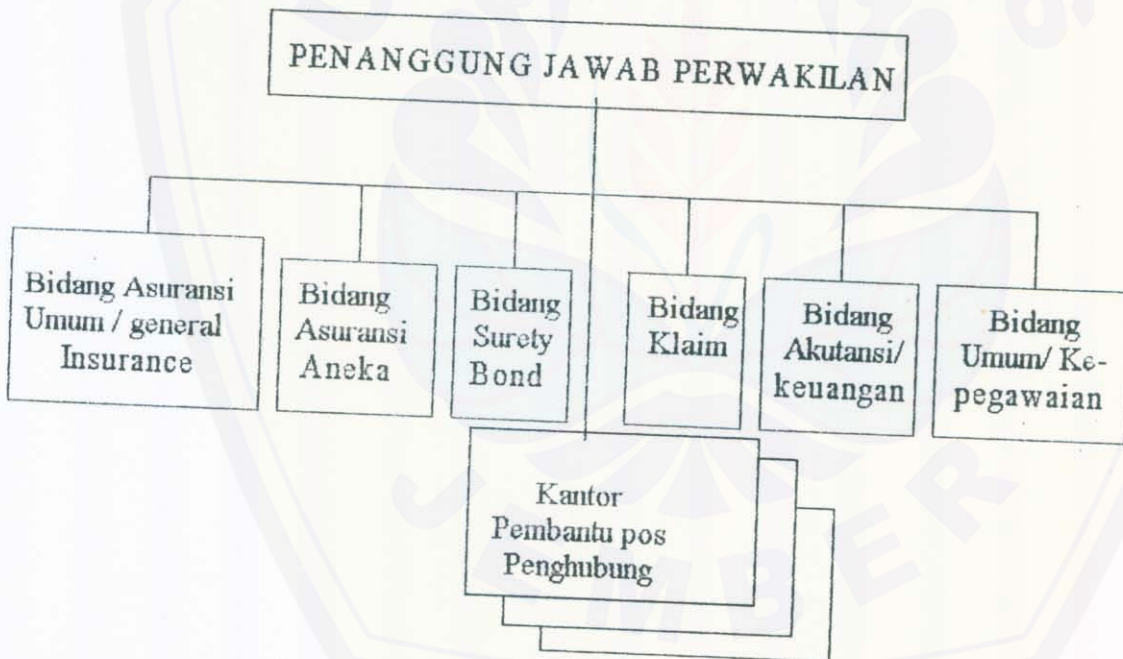 PENANGGUNG JAWAB PERWAKILAN
Bidang Asuransi
Umum / general
Insurance
Bidang
Asuransi
Aneka
Bidang
Surety
Bond
Bidang
Klaim
Bidang
Akutansi/
keuangan
Bidang
Umum/ Ke-
pegawaian
Kantor
Pembantu pos
Penghubung
JEMBER